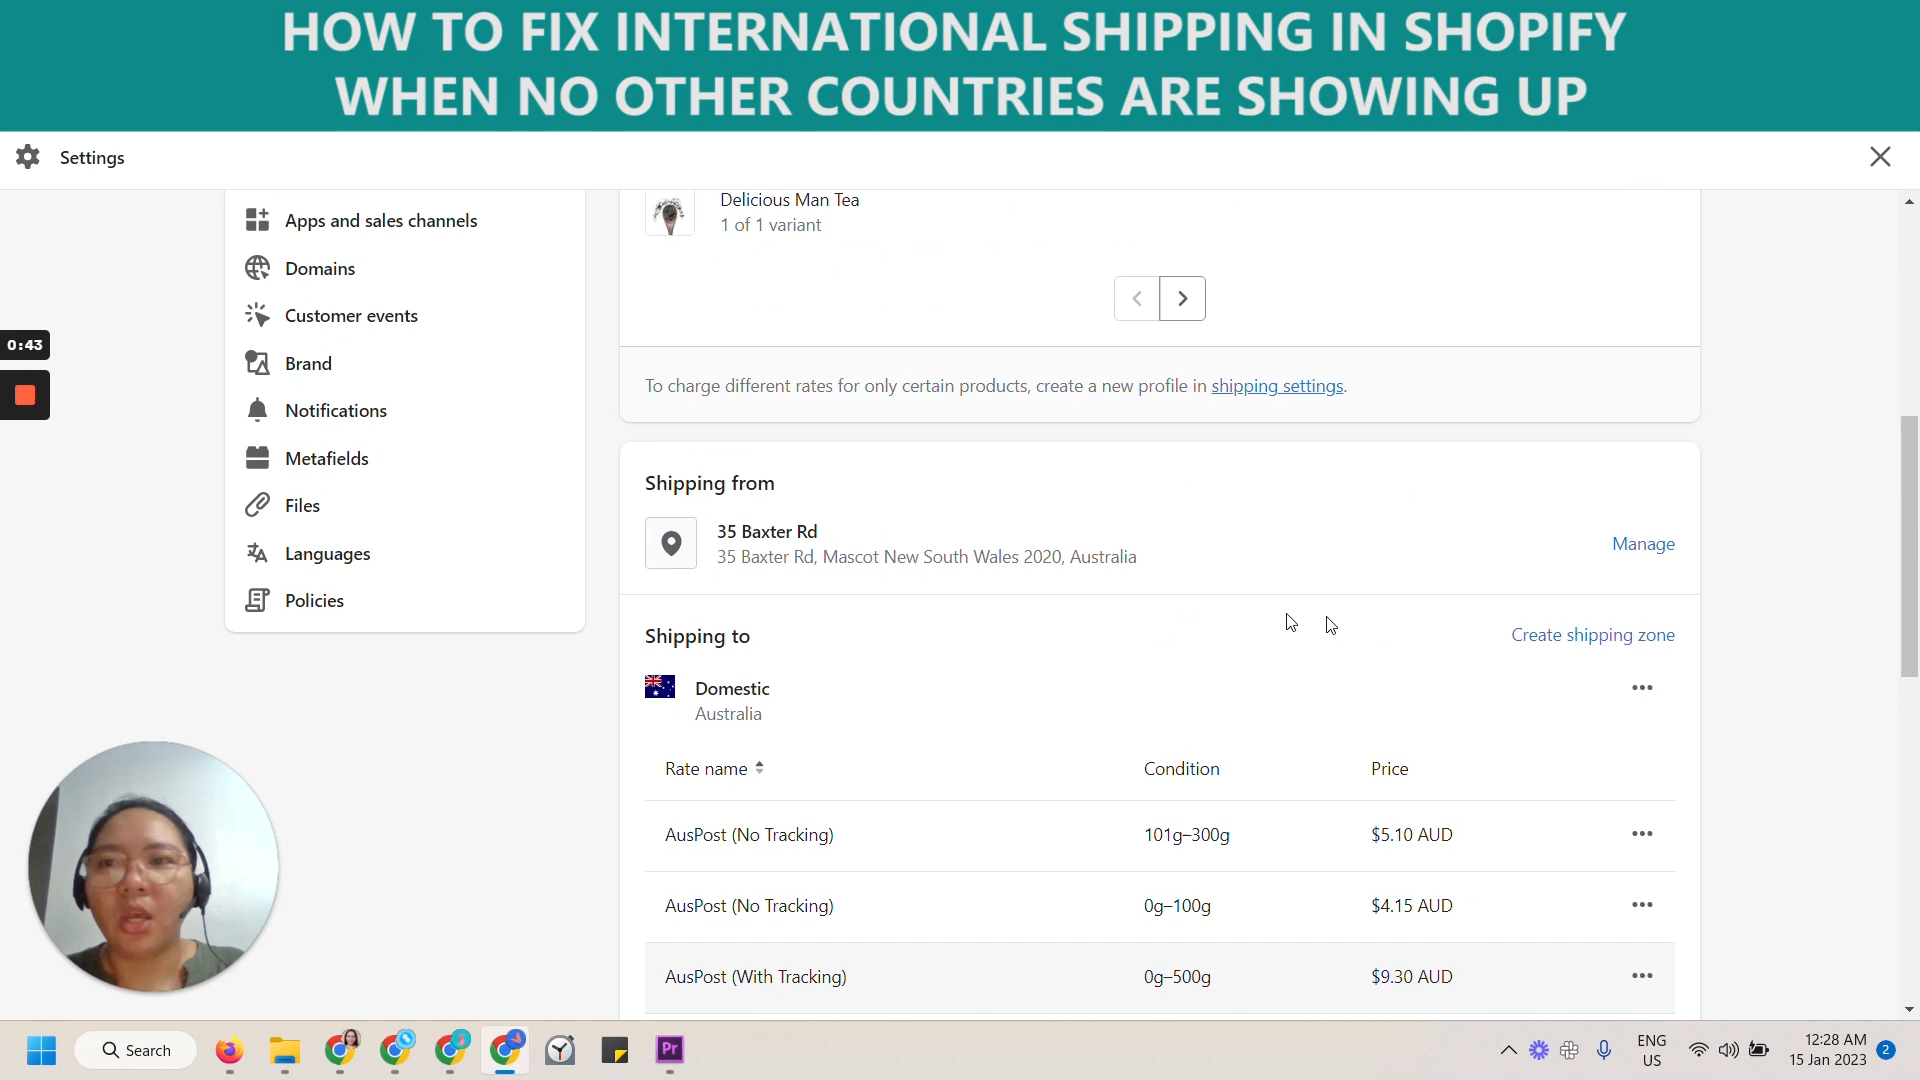 HOW TO FIX INTERNATIONAL SHIPPING IN SHOPIFY
WHEN NO OTHER COUNTRIES ARE SHOWING UP
Settings
Apps and sales channels
Domains
Customer events
Brand
Notifications
Metafields
Files
Languages
Policies
0:43
Delicious Man Tea
1 of 1 variant
To charge different rates for only certain products, create a new profile in shipping settings.
Shipping from
35 Baxter Rd
35 Baxter Rd, Mascot New South Wales 2020, Australia
Manage
Shipping to
Create shipping zone
Domestic
Australia
Rate name Condition Price
AusPost (No Tracking) 101g–300g $5.10 AUD
AusPost (No Tracking) 0g–100g $4.15 AUD
AusPost (With Tracking) 0g–500g $9.30 AUD
Search
Pr
ENG
US
12:28 AM
15 Jan 2023
2